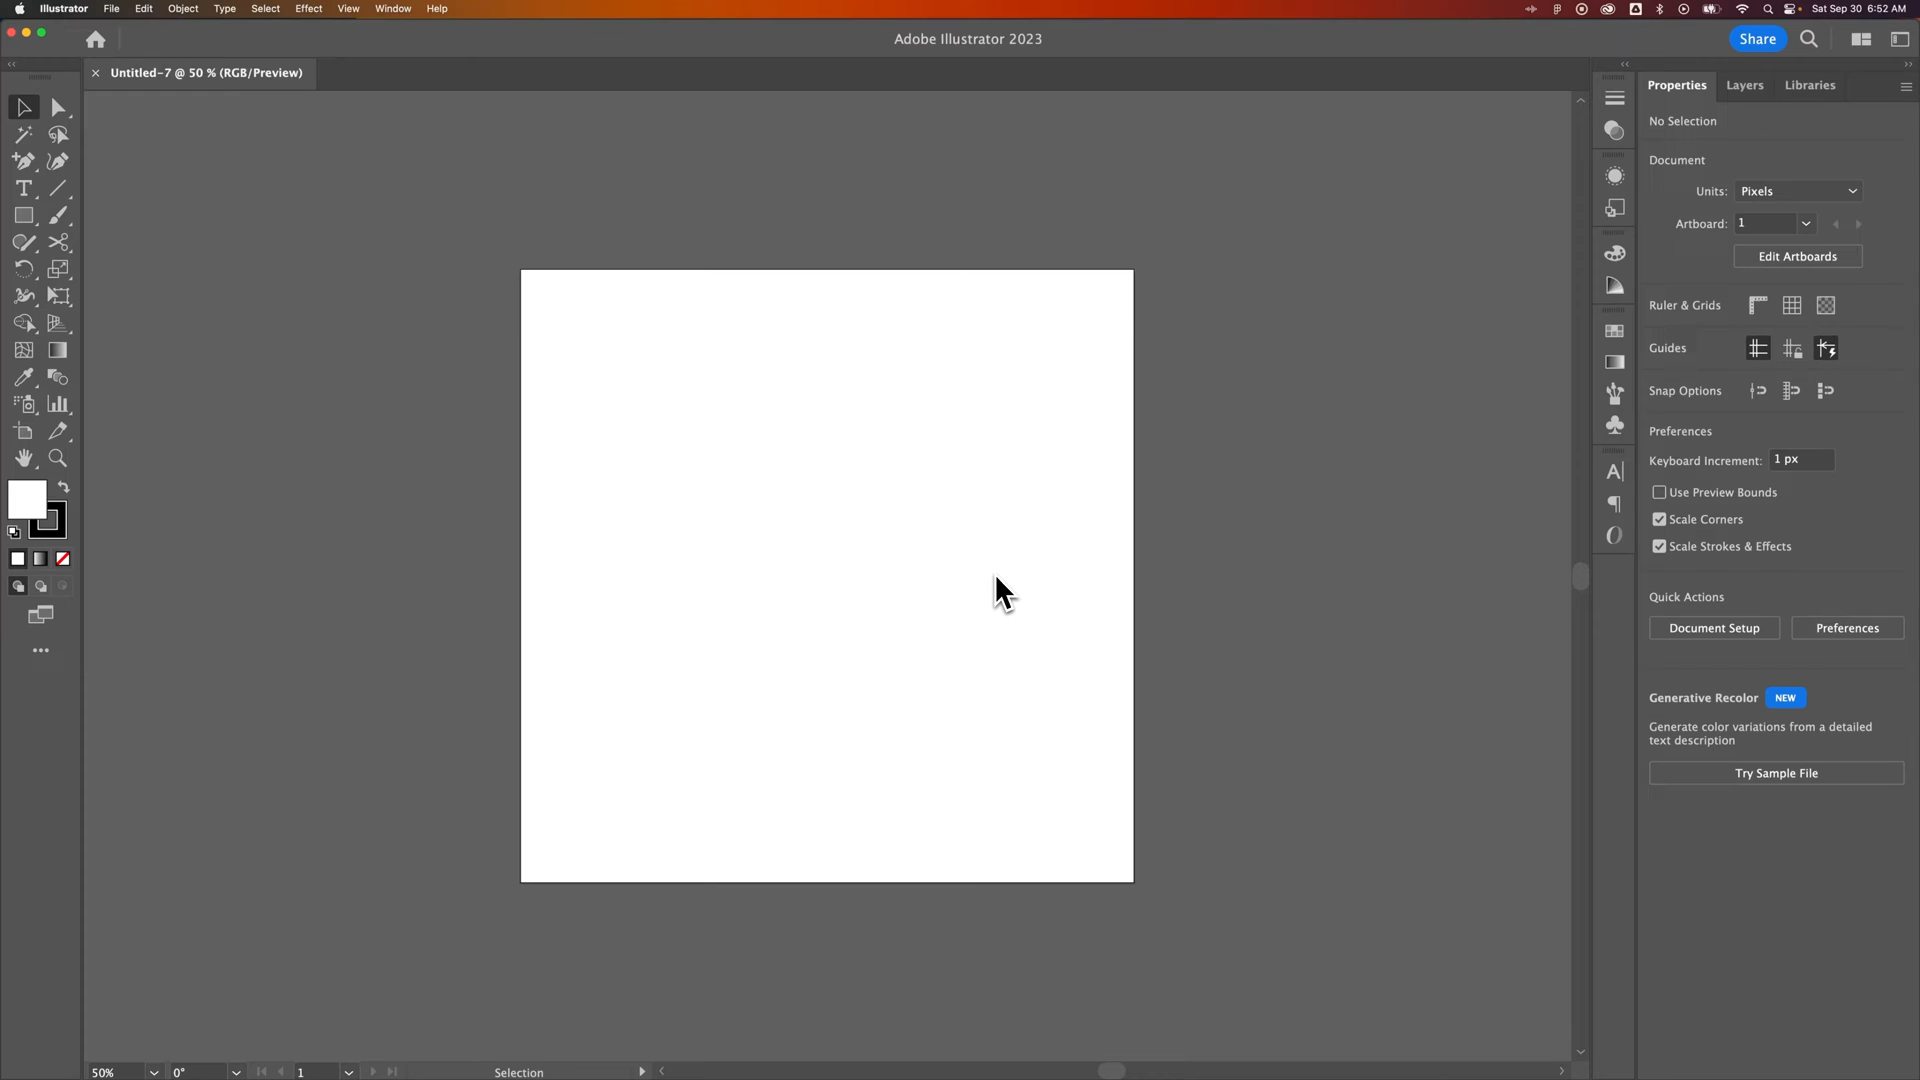 Illustrator File Edit Object Type Select Effect View Window Help Sat Sep 30 6:52 AM
Adobe Illustrator 2023
Share
Untitled-7 @ 50 % (RGB/Preview)
Properties Layers Libraries
No Selection
Document
Units: Pixels
Artboard: 1
Edit Artboards
Ruler & Grids
Guides
Snap Options
Preferences
Keyboard Increment: 1 px
Use Preview Bounds
Scale Corners
Scale Strokes & Effects
Quick Actions
Document Setup Preferences
Generative Recolor NEW
Generate color variations from a detailed
text description
Try Sample File
50% 0° 1 Selection